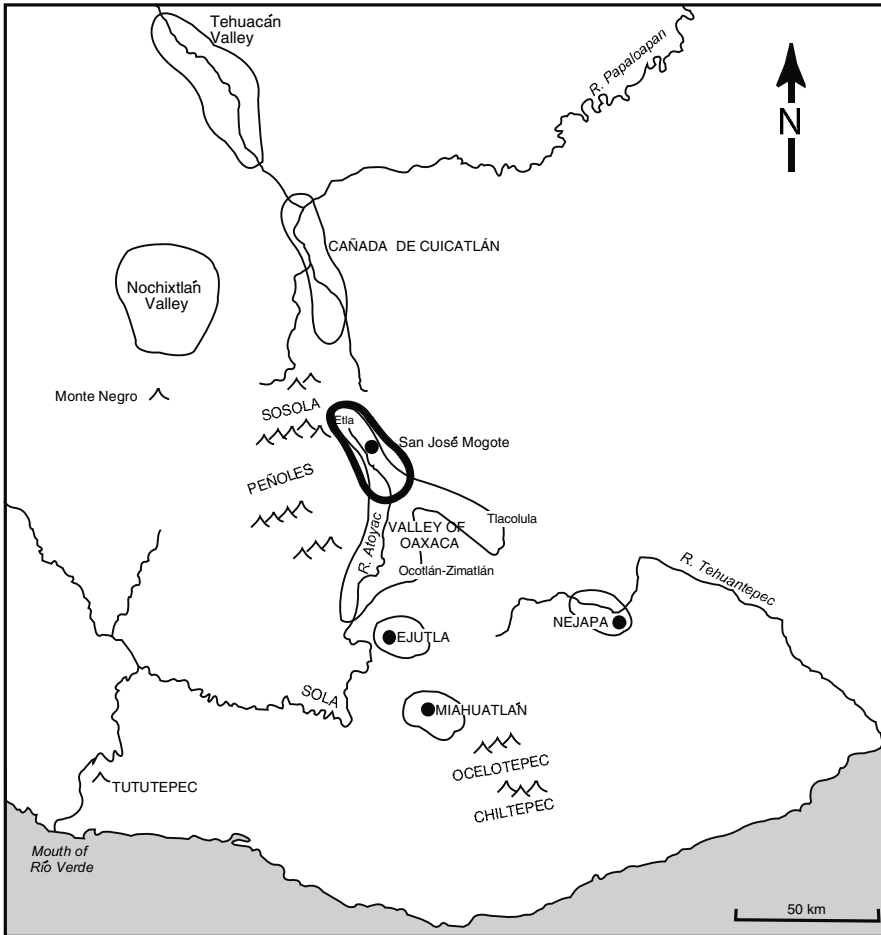 Tehuacán
Valley
R. Papaloapan
N
CAÑADA DE CUICATLÁN
Nochixtlán
Valley
Monte Negro
SOSOLA
Etla
San José Mogote
PEÑOLES
R. Atoyac
VALLEY OF
OAXACA
Tlacolula
Ocotlán-Zimatlán
R. Tehuantepec
EJUTLA
NEJAPA
SOLA
MIAHUATLÁN
OCELOTEPEC
CHILTEPEC
TUTUTEPEC
Mouth of
Río Verde
50 km